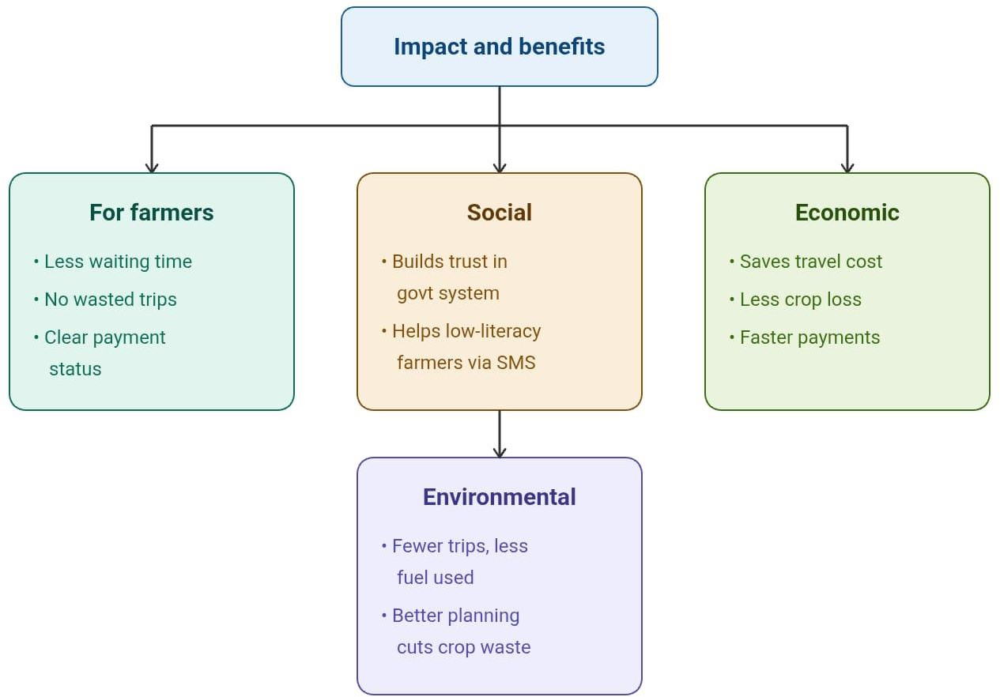 Impact and benefits
For farmers
• Less waiting time
• No wasted trips
• Clear payment
status
Social
• Builds trust in
govt system
• Helps low-literacy
farmers via SMS
Economic
• Saves travel cost
• Less crop loss
• Faster payments
Environmental
• Fewer trips, less
fuel used
• Better planning
cuts crop waste